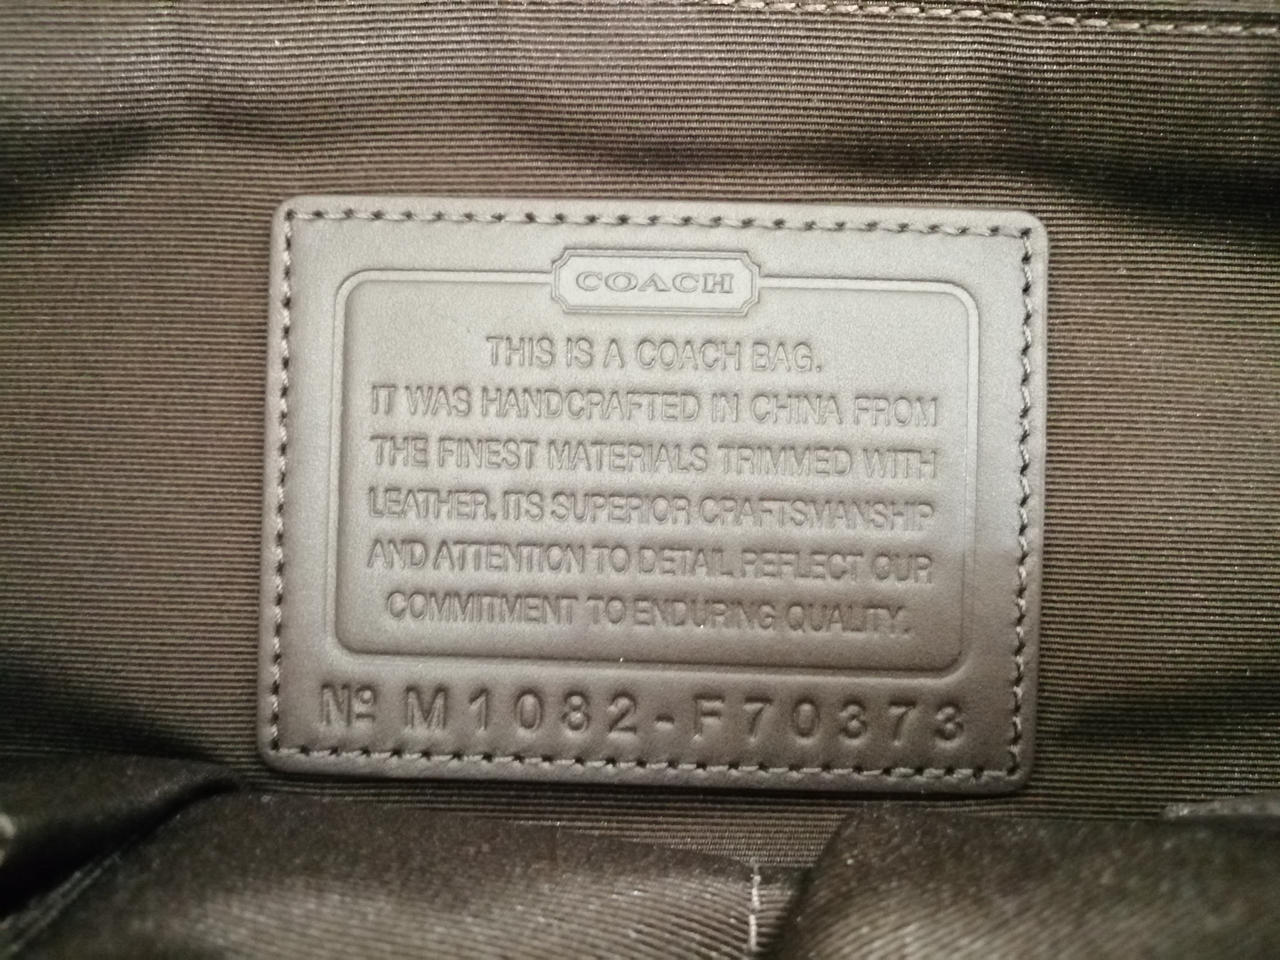 COACH
THIS IS A COACH BAG.
IT WAS HANDCRAFTED IN CHINA FROM
THE FINEST MATERIALS TRIMMED WITH
LEATHER. ITS SUPERIOR CRAFTSMANSHIP
AND ATTENTION TO DETAIL REFLECT OUR
COMMITMENT TO ENDURING QUALITY.
Nº M1082-F70373